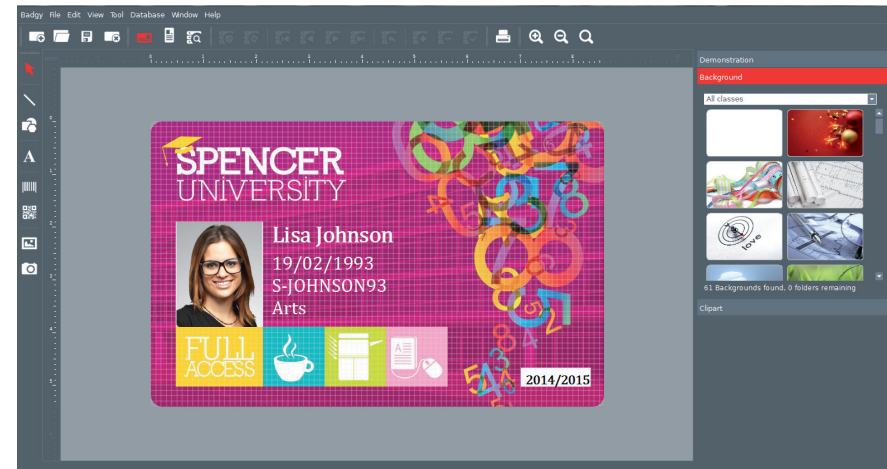 Badgy File Edit View Tool Database Window Help
Demonstration
Background
All classes
SPENCER
UNIVERSITY
Lisa Johnson
19/02/1993
S-JOHNSON93
Arts
FULL
ACCESS
A
2014/2015
love
61 Backgrounds found. 0 folders remaining
Clipart